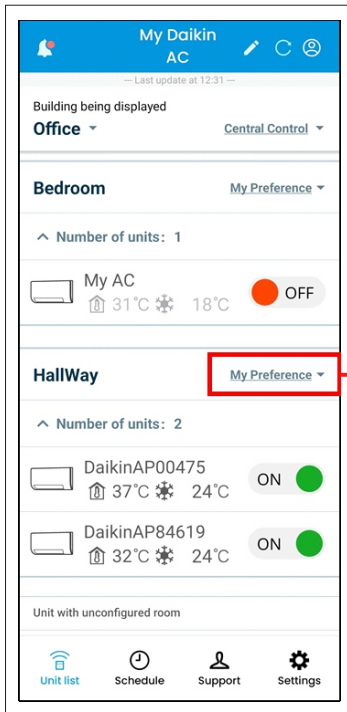 My Daikin
AC
— Last update at 12:31 —
Building being displayed
Office
Central Control
Bedroom
My Preference
Number of units: 1
My AC
31°C 18°C
OFF
HallWay
My Preference
Number of units: 2
DaikinAP00475
37°C 24°C
ON
DaikinAP84619
32°C 24°C
ON
Unit with unconfigured room
Unit list
Schedule
Support
Settings